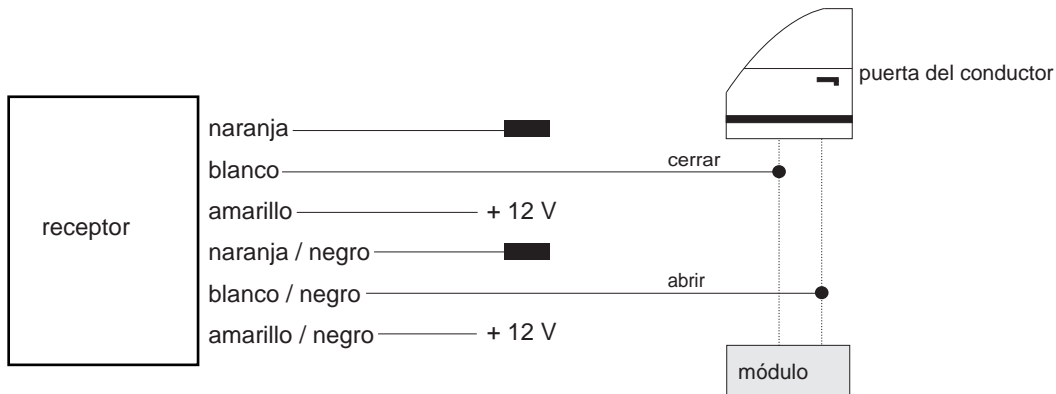 puerta del conductor
naranja
cerrar
blanco
amarillo + 12 V
receptor
naranja / negro
abrir
blanco / negro
amarillo / negro + 12 V
módulo